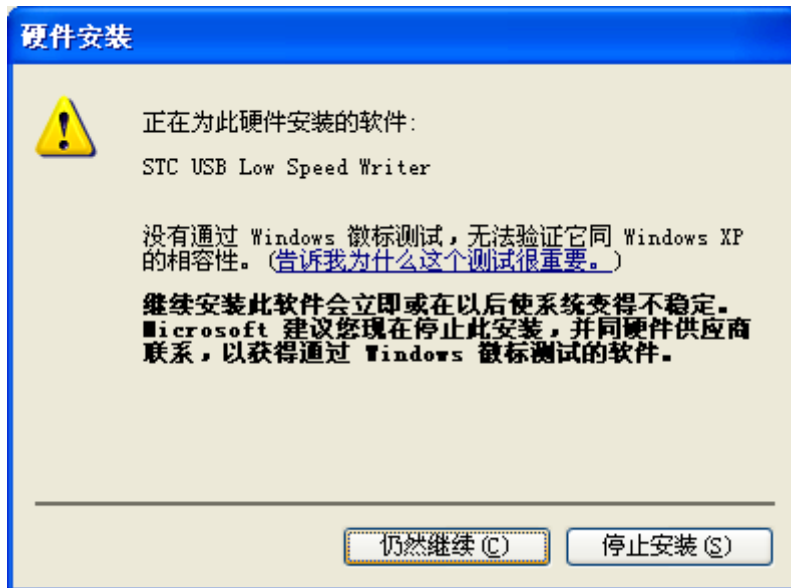 硬件安装
正在为此硬件安装的软件:
STC USB Low Speed Writer
没有通过 Windows 徽标测试，无法验证它同 Windows XP
的相容性。(告诉我为什么这个测试很重要。)
继续安装此软件会立即或在以后使系统变得不稳定。
Microsoft 建议您现在停止此安装，并同硬件供应商
联系，以获得通过 Windows 徽标测试的软件。
仍然继续(C)
停止安装(S)